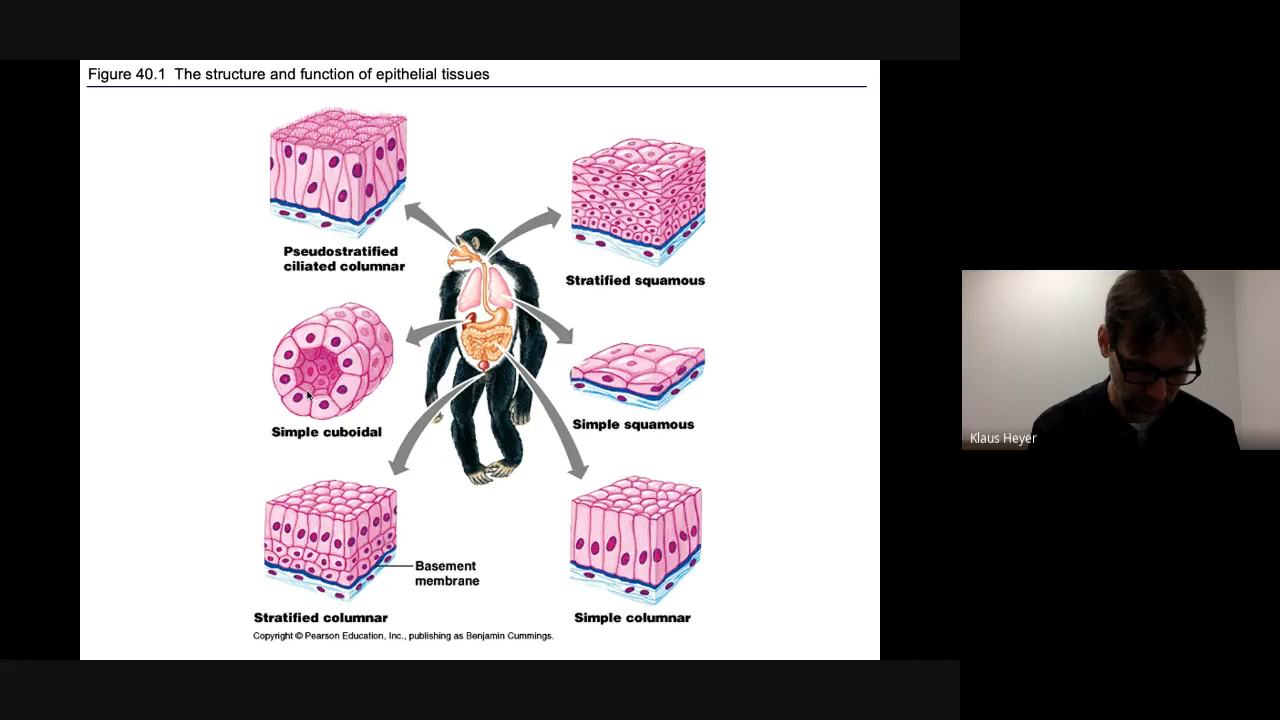 Figure 40.1 The structure and function of epithelial tissues
Pseudostratified
ciliated columnar
Stratified squamous
Simple cuboidal
Simple squamous
Basement
membrane
Stratified columnar
Simple columnar
Copyright © Pearson Education, Inc., publishing as Benjamin Cummings.
Klaus Heyer